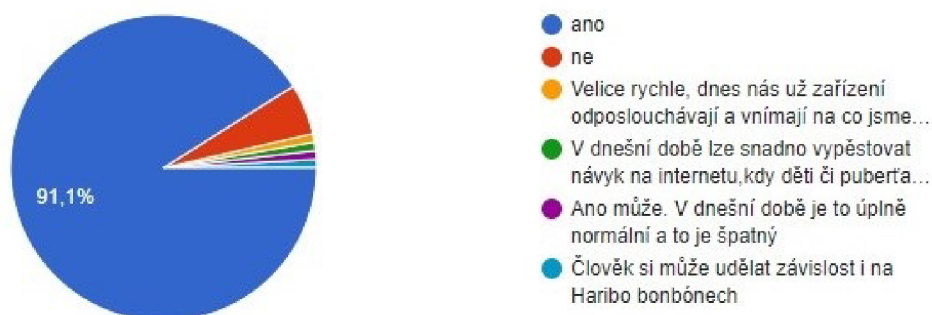 91,1%
ano
ne
Velice rychle, dnes nás už zařízení
odposlouchávají a vnímají na co jsme...
V dnešní době lze snadno vypěstovat
návyk na internetu,kdy děti či puberťa...
Ano může. V dnešní době je to úplně
normální a to je špatný
Člověk si může udělat závislost i na
Haribo bonbónech